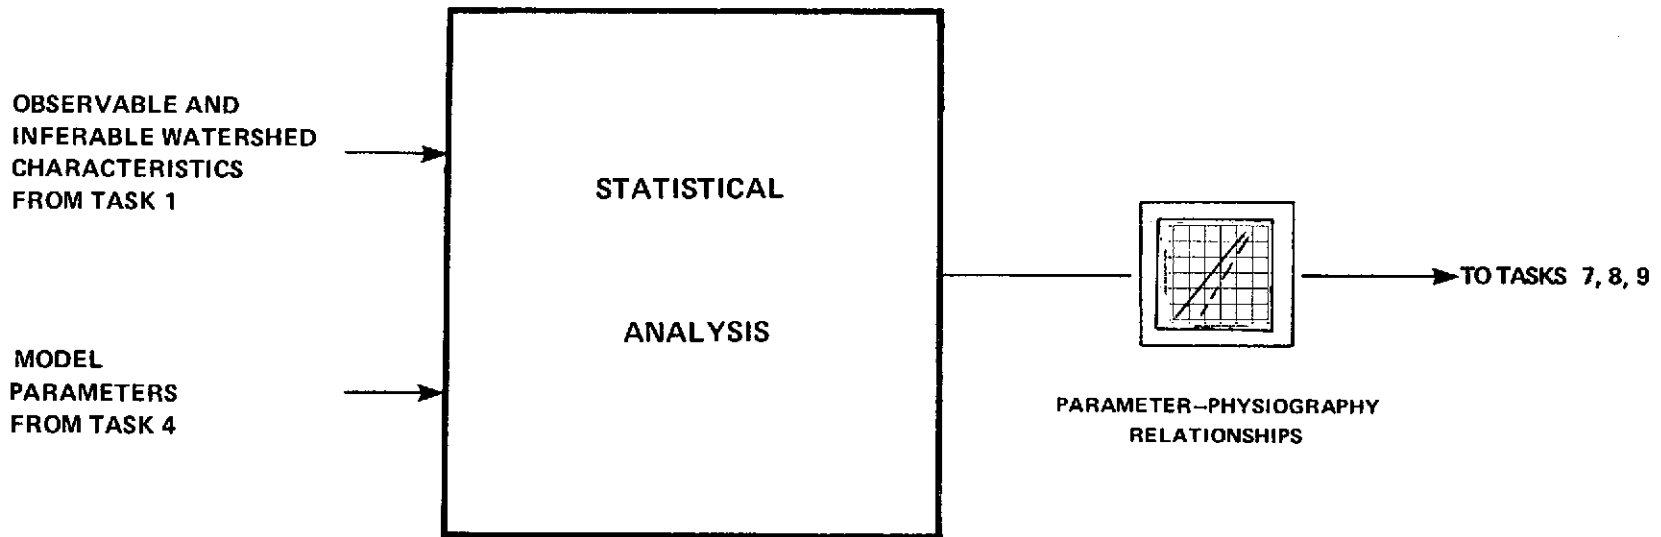 OBSERVABLE AND
INFERABLE WATERSHED
CHARACTERISTICS
FROM TASK 1
MODEL
PARAMETERS
FROM TASK 4
STATISTICAL
ANALYSIS
PARAMETER–PHYSIOGRAPHY
RELATIONSHIPS
TO TASKS 7, 8, 9